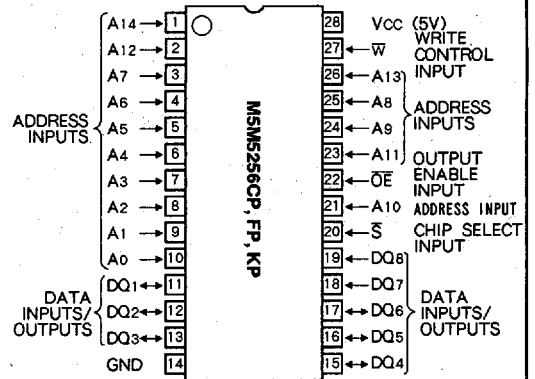 A14 → 1
A12 → 2
A7 → 3
A6 → 4
A5 → 5
A4 → 6
A3 → 7
A2 → 8
A1 → 9
A0 → 10
DQ1 ↔ 11
DQ2 ↔ 12
DQ3 ↔ 13
GND 14
ADDRESS
INPUTS
DATA
INPUTS/
OUTPUTS
M5M5256CP, FP, KP
28 VCC (5V)
27 ← W̅ WRITE
CONTROL
INPUT
26 ← A13
25 ← A8
24 ← A9
23 ← A11
ADDRESS
INPUTS
22 ← O̅E̅ OUTPUT
ENABLE
INPUT
21 ← A10 ADDRESS INPUT
20 ← S̅ CHIP SELECT
INPUT
19 ↔ DQ8
18 ↔ DQ7
17 ↔ DQ6
16 ↔ DQ5
15 ↔ DQ4
DATA
INPUTS/
OUTPUTS